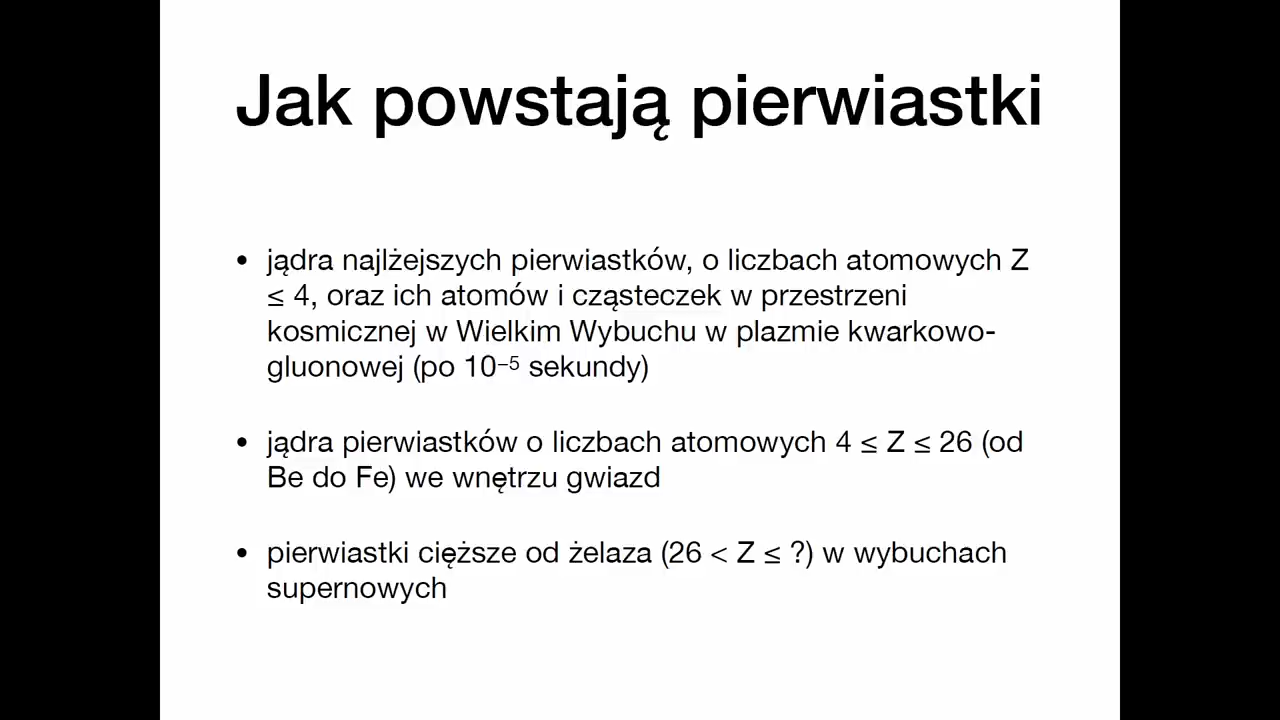 Jak powstają pierwiastki
• jądra najlżejszych pierwiastków, o liczbach atomowych Z
≤ 4, oraz ich atomów i cząsteczek w przestrzeni
kosmicznej w Wielkim Wybuchu w plazmie kwarkowo-
gluonowej (po 10⁻⁵ sekundy)
• jądra pierwiastków o liczbach atomowych 4 ≤ Z ≤ 26 (od
Be do Fe) we wnętrzu gwiazd
• pierwiastki cięższe od żelaza (26 < Z ≤ ?) w wybuchach
supernowych